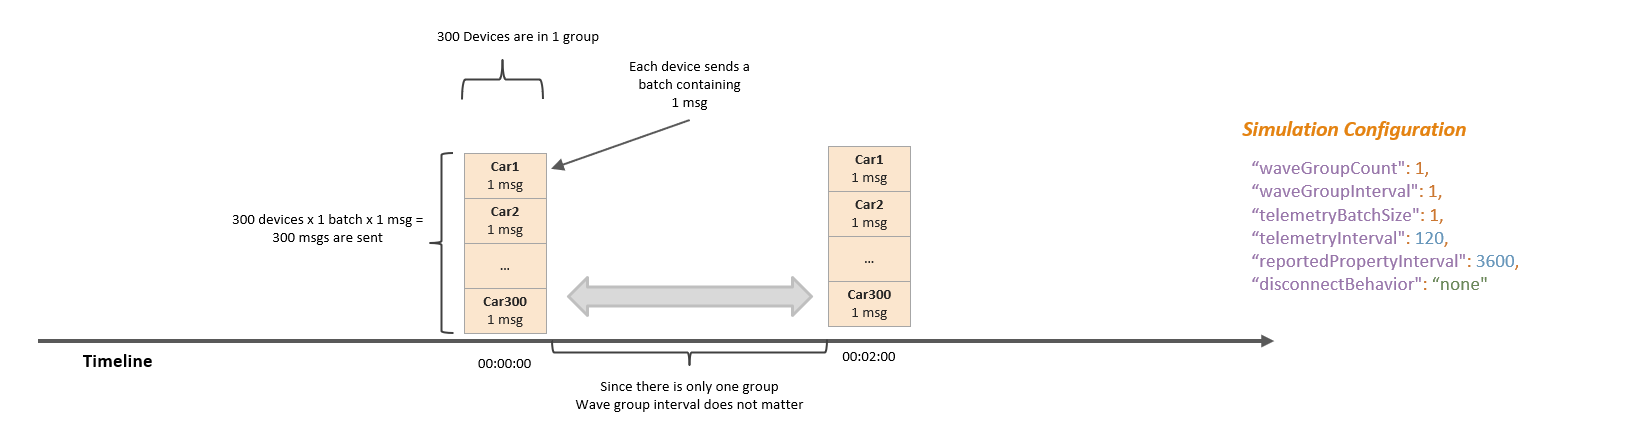 300 Devices are in 1 group
Each device sends a
batch containing
1 msg
300 devices x 1 batch x 1 msg =
300 msgs are sent
Car1
1 msg
Car2
1 msg
...
Car300
1 msg
Car1
1 msg
Car2
1 msg
...
Car300
1 msg
Timeline
00:00:00
00:02:00
Since there is only one group
Wave group interval does not matter
Simulation Configuration
“waveGroupCount": 1,
“waveGroupInterval": 1,
“telemetryBatchSize": 1,
“telemetryInterval": 120,
“reportedPropertyInterval": 3600,
“disconnectBehavior": “none"